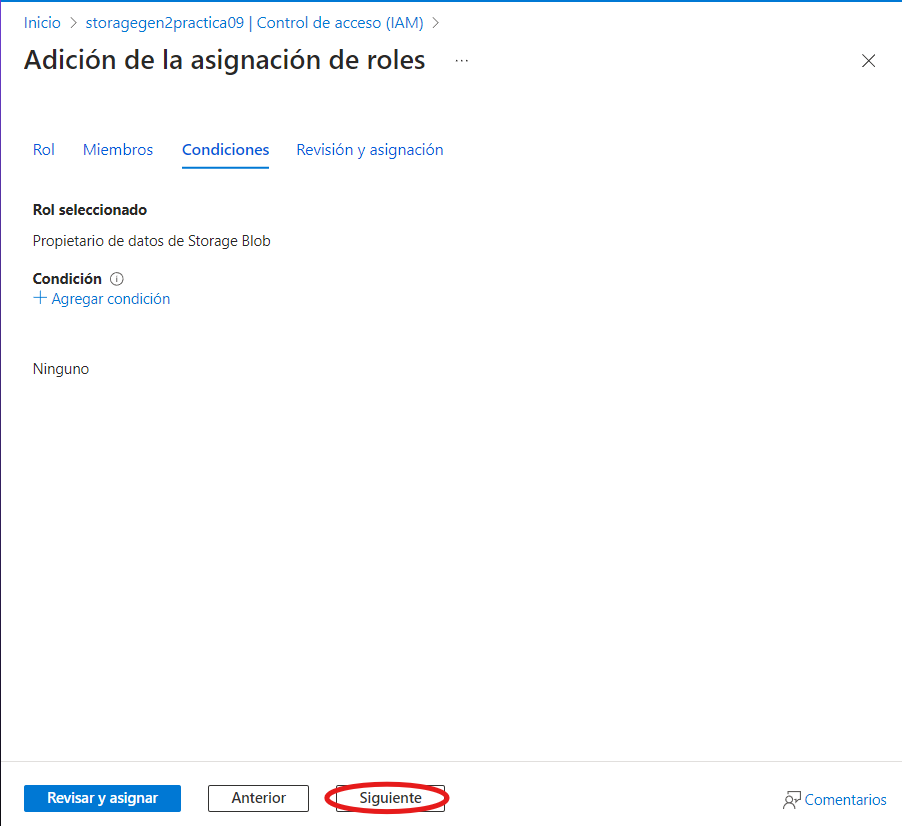 Inicio > storagegen2practica09 | Control de acceso (IAM) >
Adición de la asignación de roles ...
Rol Miembros Condiciones Revisión y asignación
Rol seleccionado
Propietario de datos de Storage Blob
Condición
+ Agregar condición
Ninguno
Revisar y asignar Anterior Siguiente Comentarios